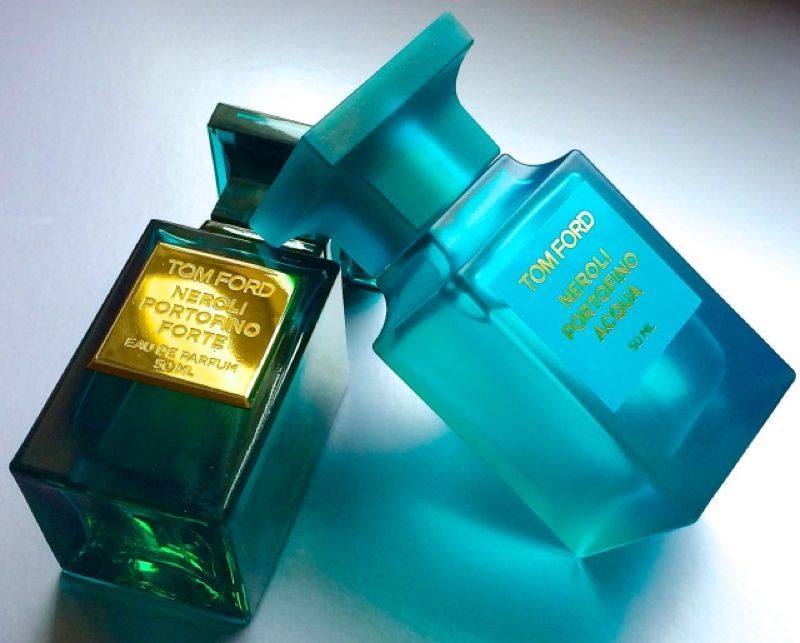 TOM FORD
NEROLI
PORTOFINO
FORTE
EAU DE PARFUM
50 ML
TOM FORD
NEROLI
PORTOFINO
ACQUA
50 ML